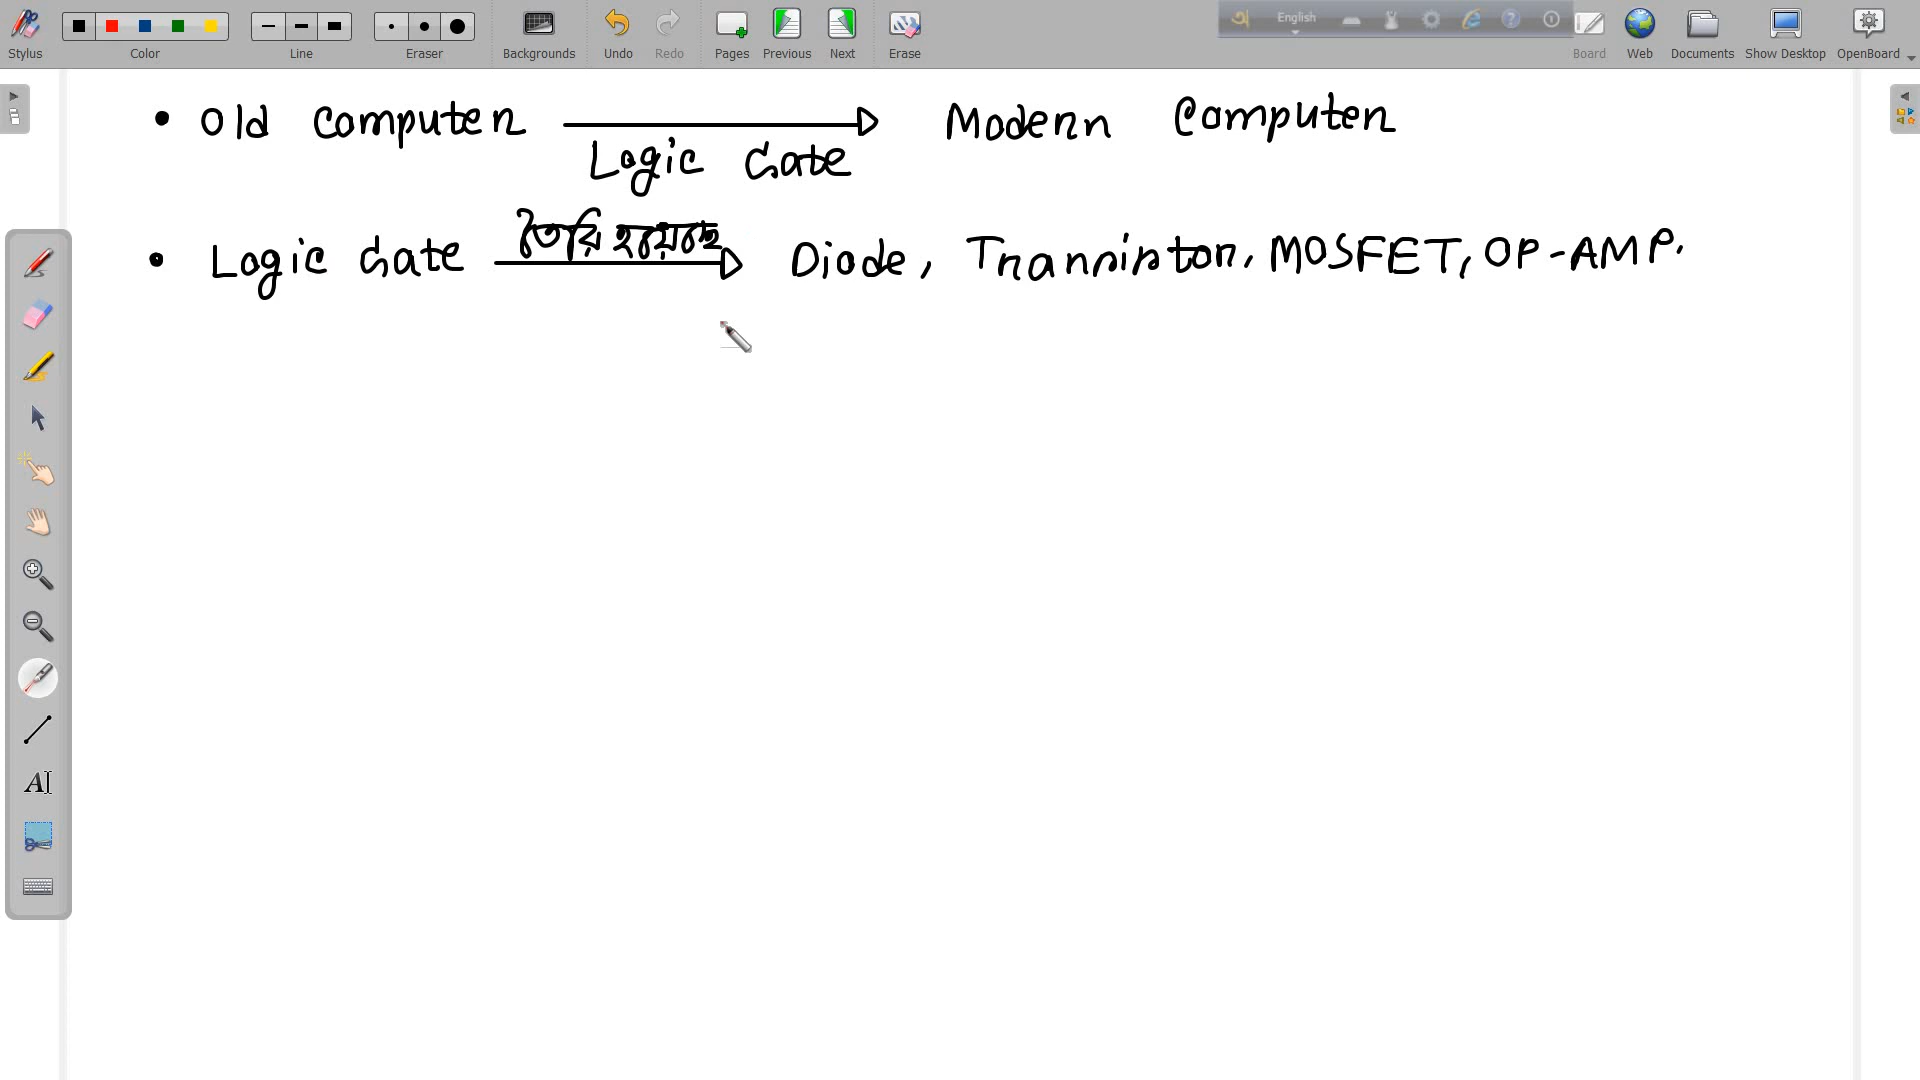 Stylus Color Line Eraser Backgrounds Undo Redo Pages Previous Next Erase English Board Web Documents Show Desktop OpenBoard
• Old Computer → Modern Computer
Logic Gate
তৈরি হয়েছে
• Logic Gate → Diode, Transistor, MOSFET, OP-AMP.